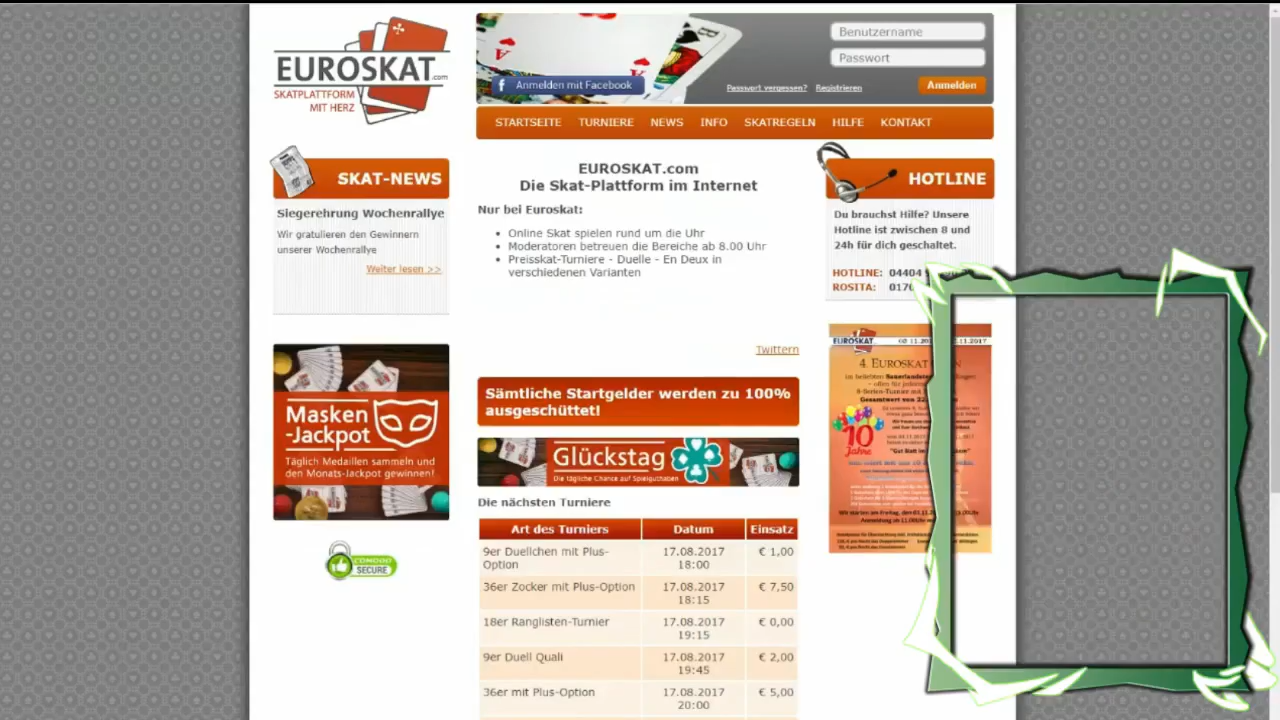 EUROSKAT.com
SKATPLATTFORM
MIT HERZ
A
A
Anmelden mit Facebook
Benutzername
Passwort
Passwort vergessen?
Registrieren
Anmelden
STARTSEITE
TURNIERE
NEWS
INFO
SKATREGELN
HILFE
KONTAKT
SKAT-NEWS
Siegerehrung Wochenrallye
Wir gratulieren den Gewinnern
unserer Wochenrallye
Weiter lesen >>
Masken
-Jackpot
Täglich Medaillen sammeln und
den Monats-Jackpot gewinnen!
COMODO
SECURE
EUROSKAT.com
Die Skat-Plattform im Internet
Nur bei Euroskat:
Online Skat spielen rund um die Uhr
Moderatoren betreuen die Bereiche ab 8.00 Uhr
Preisskat-Turniere - Duelle - En Deux in
verschiedenen Varianten
Twittern
Sämtliche Startgelder werden zu 100%
ausgeschüttet!
Glückstag
Die tägliche Chance auf Spielguthaben
Die nächsten Turniere
Art des Turniers Datum Einsatz
9er Duellchen mit Plus-Option 17.08.2017 18:00 € 1,00
36er Zocker mit Plus-Option 17.08.2017 18:15 € 7,50
18er Ranglisten-Turnier 17.08.2017 19:15 € 0,00
9er Duell Quali 17.08.2017 19:45 € 2,00
36er mit Plus-Option 17.08.2017 20:00 € 5,00
HOTLINE
Du brauchst Hilfe? Unsere
Hotline ist zwischen 8 und
24h für dich geschaltet.
HOTLINE: 04404
ROSITA: 0170
EUROSKAT
4. EUROSKAT
10
Jahre